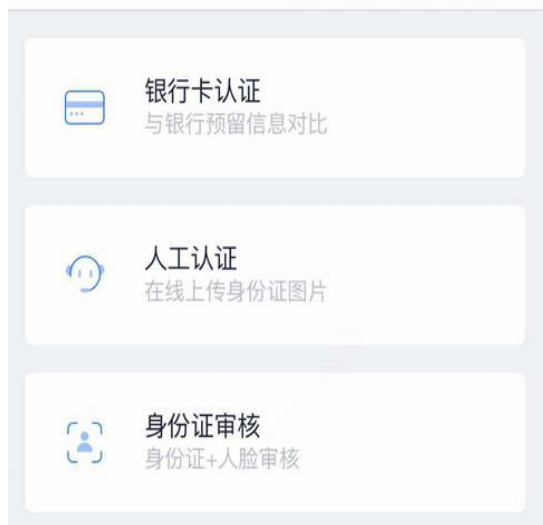 银行卡认证
与银行预留信息对比
人工认证
在线上传身份证图片
身份证审核
身份证+人脸审核